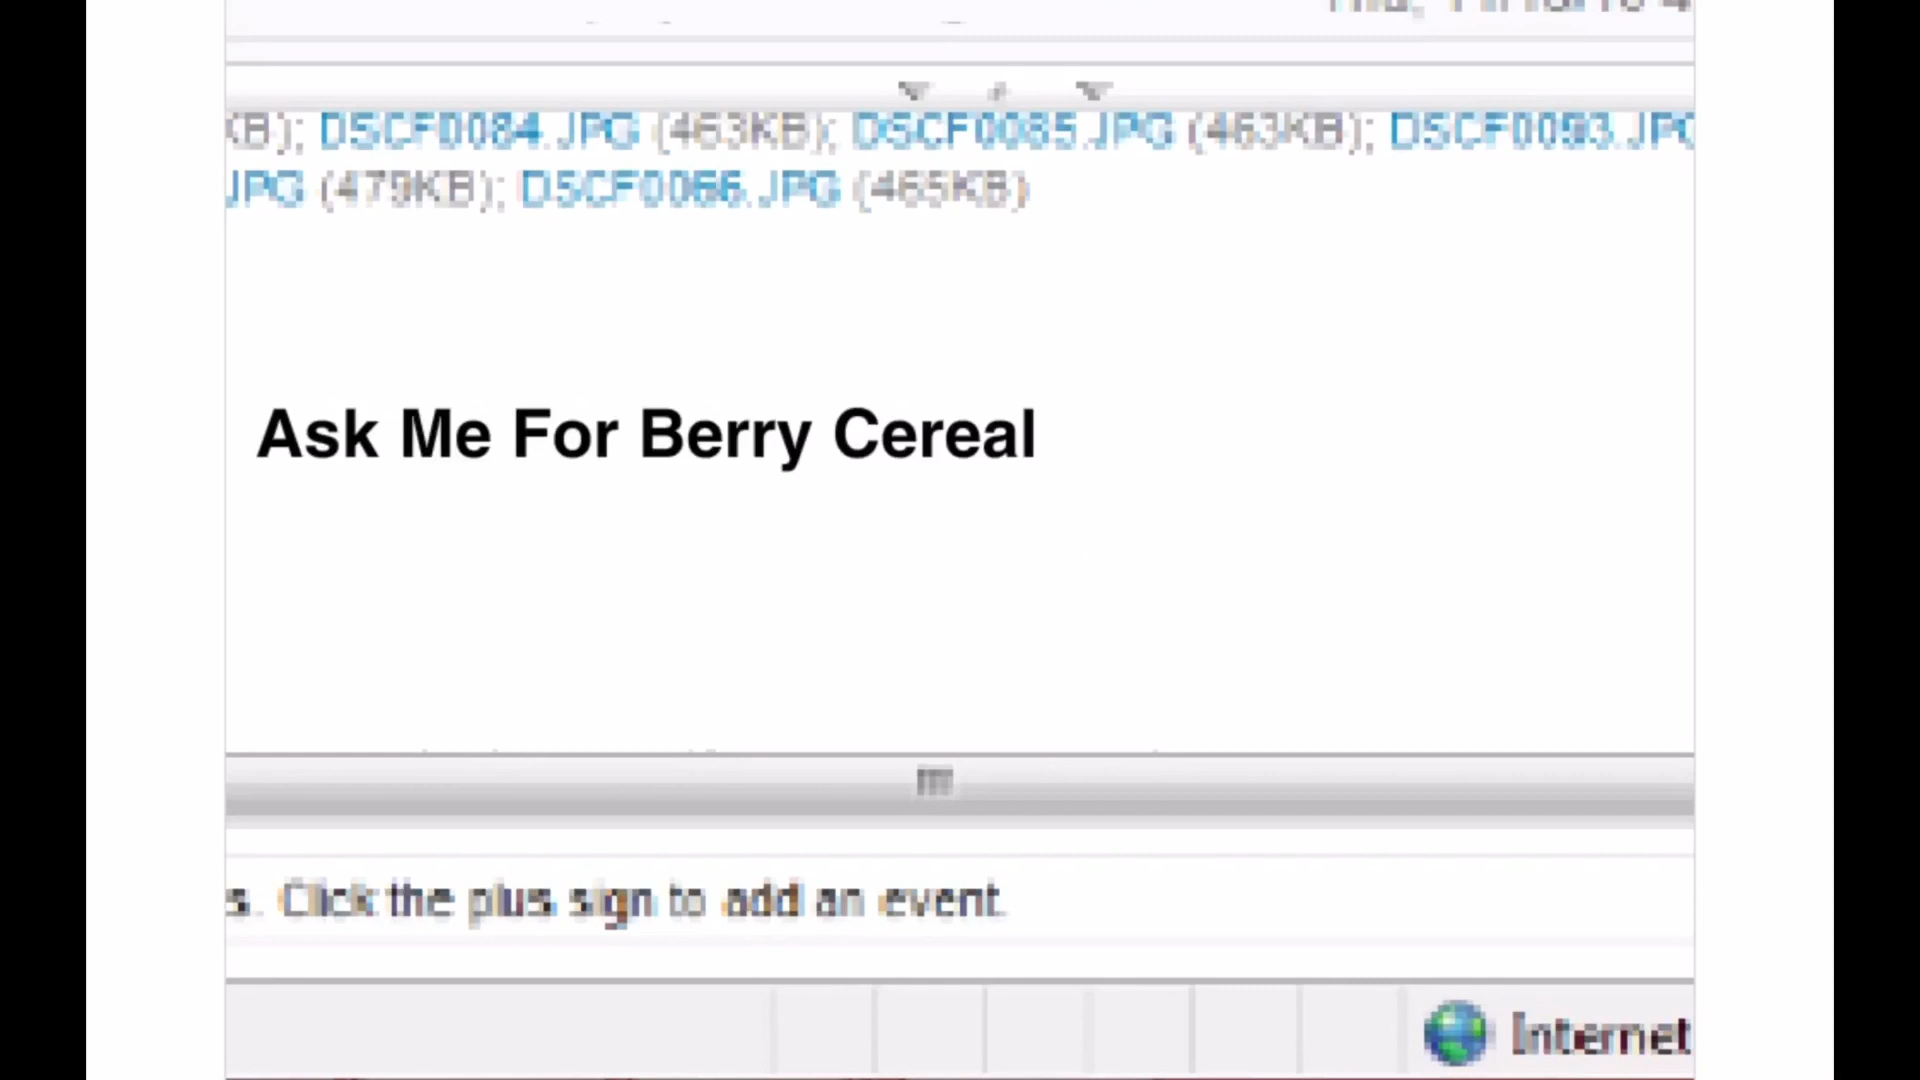 KB); DSCF0084.JPG (463KB); DSCF0085.JPG (463KB); DSCF0093.JPG
JPG (479KB); DSCF0066.JPG (465KB)
Ask Me For Berry Cereal
s. Click the plus sign to add an event.
Internet